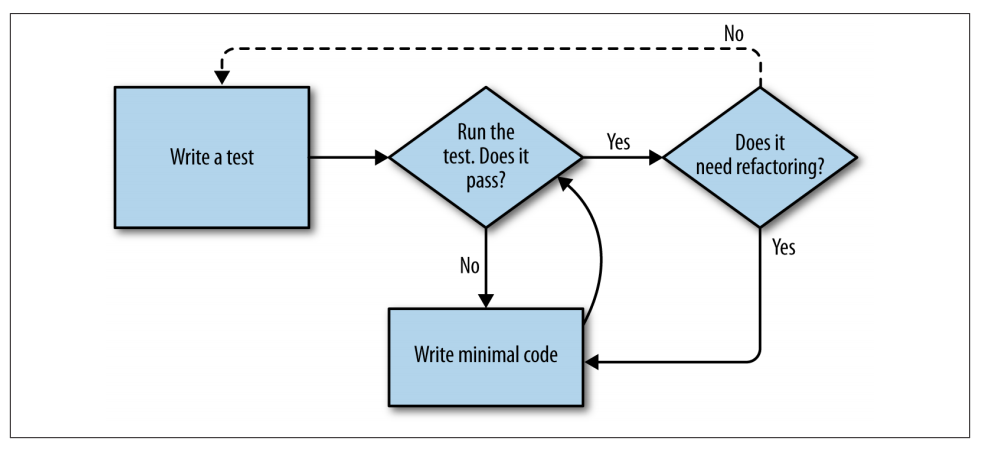 No
Write a test
Run the
test. Does it
pass?
Yes
Does it
need refactoring?
No
Yes
Write minimal code